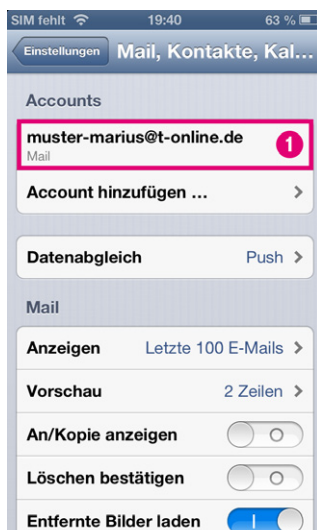 SIM fehlt 19:40 63 %
Einstellungen Mail, Kontakte, Kal...
Accounts
muster-marius@t-online.de
Mail
1
Account hinzufügen ...
Datenabgleich Push
Mail
Anzeigen Letzte 100 E-Mails
Vorschau 2 Zeilen
An/Kopie anzeigen
Löschen bestätigen
Entfernte Bilder laden